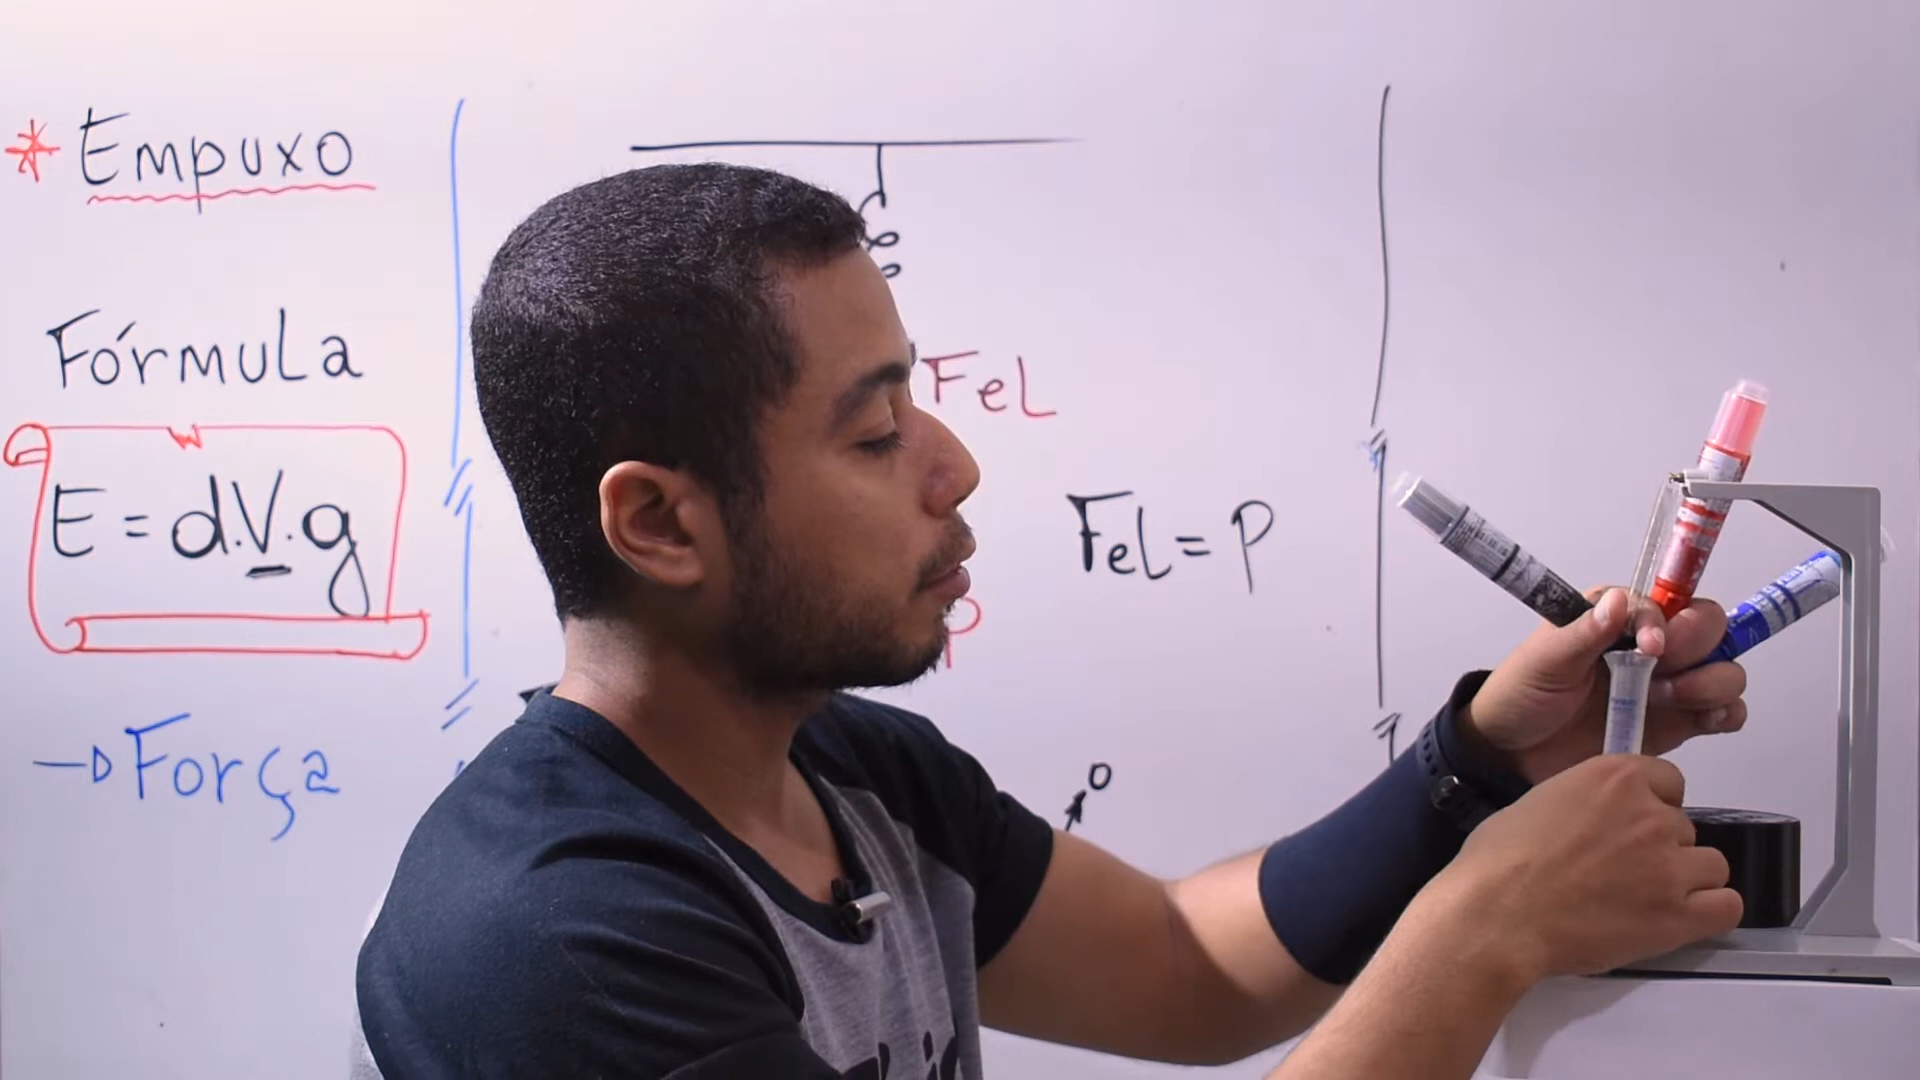 * Empuxo
Fórmula
E = d.V.g
→ Força
Fel
P
Fel = P